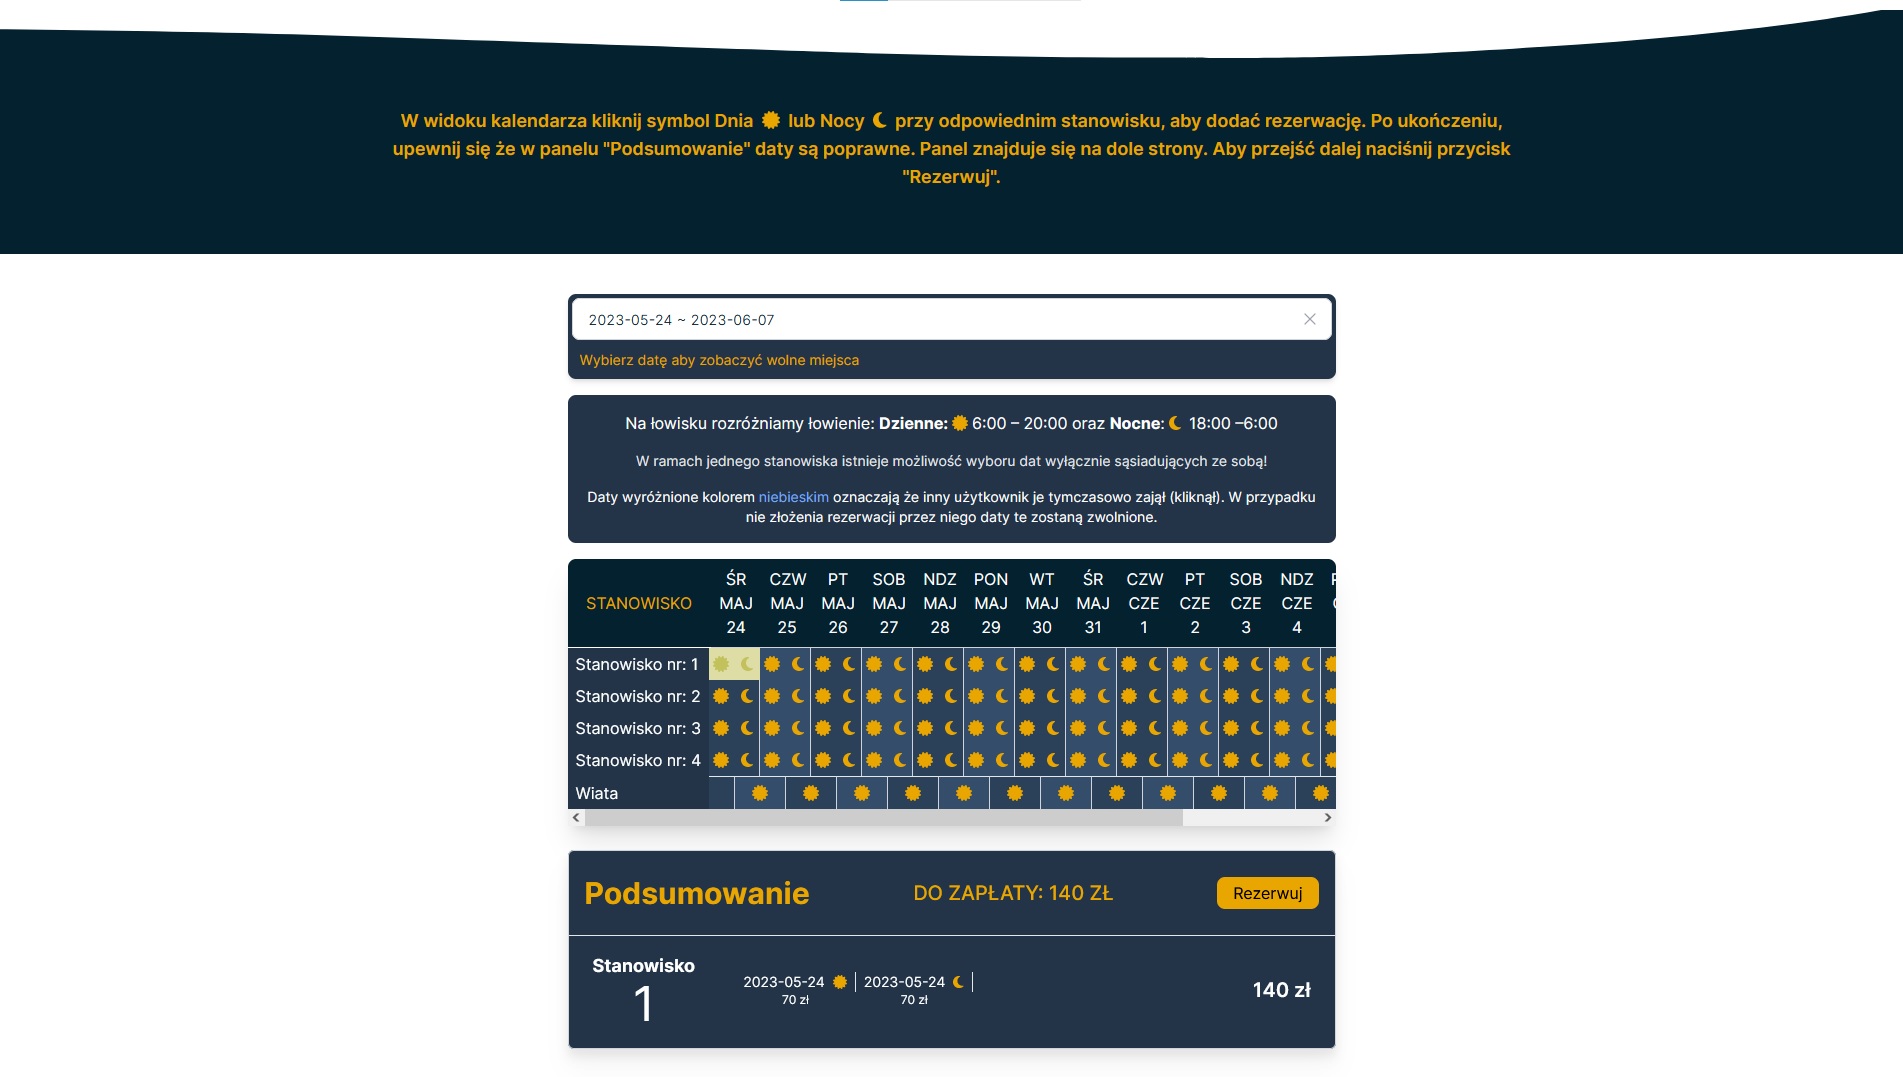 W widoku kalendarza kliknij symbol Dnia lub Nocy przy odpowiednim stanowisku, aby dodać rezerwację. Po ukończeniu,
upewnij się że w panelu "Podsumowanie" daty są poprawne. Panel znajduje się na dole strony. Aby przejść dalej naciśnij przycisk
"Rezerwuj".
2023-05-24 ~ 2023-06-07
Wybierz datę aby zobaczyć wolne miejsca
Na łowisku rozróżniamy łowienie: Dzienne: 6:00 – 20:00 oraz Nocne: 18:00 –6:00
W ramach jednego stanowiska istnieje możliwość wyboru dat wyłącznie sąsiadujących ze sobą!
Daty wyróżnione kolorem niebieskim oznaczają że inny użytkownik je tymczasowo zajął (kliknął). W przypadku
nie złożenia rezerwacji przez niego daty te zostaną zwolnione.
ŚR CZW PT SOB NDZ PON WT ŚR CZW PT SOB NDZ
STANOWISKO MAJ MAJ MAJ MAJ MAJ MAJ MAJ MAJ CZE CZE CZE CZE
24 25 26 27 28 29 30 31 1 2 3 4
Stanowisko nr: 1
Stanowisko nr: 2
Stanowisko nr: 3
Stanowisko nr: 4
Wiata
Podsumowanie DO ZAPŁATY: 140 ZŁ Rezerwuj
Stanowisko
1
2023-05-24 2023-05-24
70 zł 70 zł
140 zł